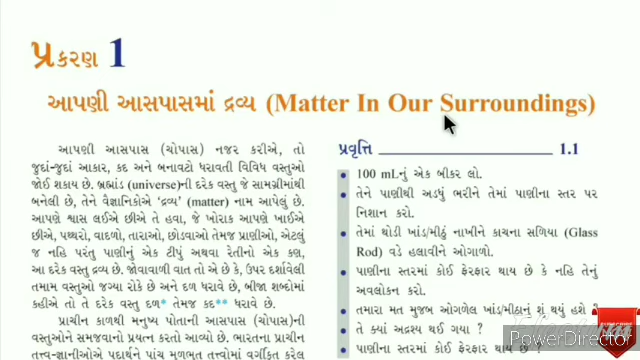 પ્રકરણ 1
આપણી આસપાસમાં દ્રવ્ય (Matter In Our Surroundings)
આપણી આસપાસ (ચોપાસ) નજર કરીએ, તો
જુદાં-જુદાં આકાર, કદ અને બનાવટો ધરાવતી વિવિધ વસ્તુઓ
જોઈ શકાય છે. બ્રહ્માંડ (universe)ની દરેક વસ્તુ જે સામગ્રીમાંથી
બનેલી છે, તેને વૈજ્ઞાનિકોએ ‘દ્રવ્ય’ (matter) નામ આપેલું છે.
આપણે શ્વાસ લઈએ છીએ તે હવા, જે ખોરાક આપણે ખાઈએ
છીએ, પથ્થરો, વાદળો, તારાઓ, છોડવાઓ તેમજ પ્રાણીઓ, એટલું
જ નહિ પરંતુ પાણીનું એક ટીપું અથવા રેતીનો એક કણ,
આ દરેક વસ્તુ દ્રવ્ય છે. જોવાવાળી વાત તો એ છે કે, ઉપર દર્શાવેલી
તમામ વસ્તુઓ જગ્યા રોકે છે અને દળ ધરાવે છે. બીજા શબ્દોમાં
કહીએ તો તે દરેક વસ્તુ દળ* તેમજ કદ** ધરાવે છે.
પ્રાચીન કાળથી મનુષ્ય પોતાની આસપાસ (ચોપાસ)ની
વસ્તુઓને સમજવાનો પ્રયત્ન કરતો આવ્યો છે. ભારતના પ્રાચીન
તત્ત્વ-જ્ઞાનીઓએ પદાર્થને પાંચ મૂળભૂત તત્ત્વોમાં વર્ગીકૃત કરેલ
પ્રવૃત્તિ 1.1
• 100 mLનું એક બીકર લો.
• તેને પાણીથી અડધું ભરીને તેમાં પાણીના સ્તર પર
નિશાન કરો.
• તેમાં થોડી ખાંડ/મીઠું નાખીને કાચના સળિયા (Glass
Rod) વડે હલાવીને ઓગાળો.
• પાણીના સ્તરમાં કોઈ ફેરફાર થાય છે કે નહિ તેનું
અવલોકન કરો.
• તમારા મત મુજબ ઓગળેલ ખાંડ/મીઠાનું શું થયું હશે ?
• તે ક્યાં અદૃશ્ય થઈ ગયા ?
• પાણીના સ્તરમાં કોઈ ફેરફાર થાય છે ?
PowerDirector